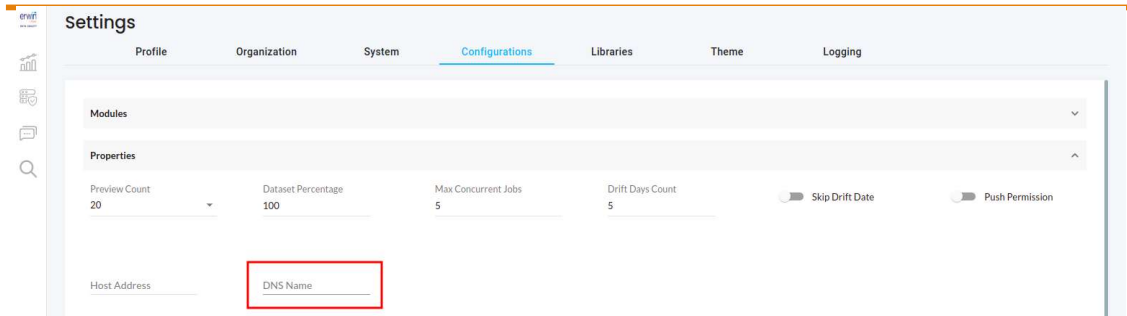 erwin
Settings
Profile Organization System Configurations Libraries Theme Logging
Modules
Properties
Preview Count Dataset Percentage Max Concurrent Jobs Drift Days Count
20 100 5 5 Skip Drift Date Push Permission
Host Address DNS Name